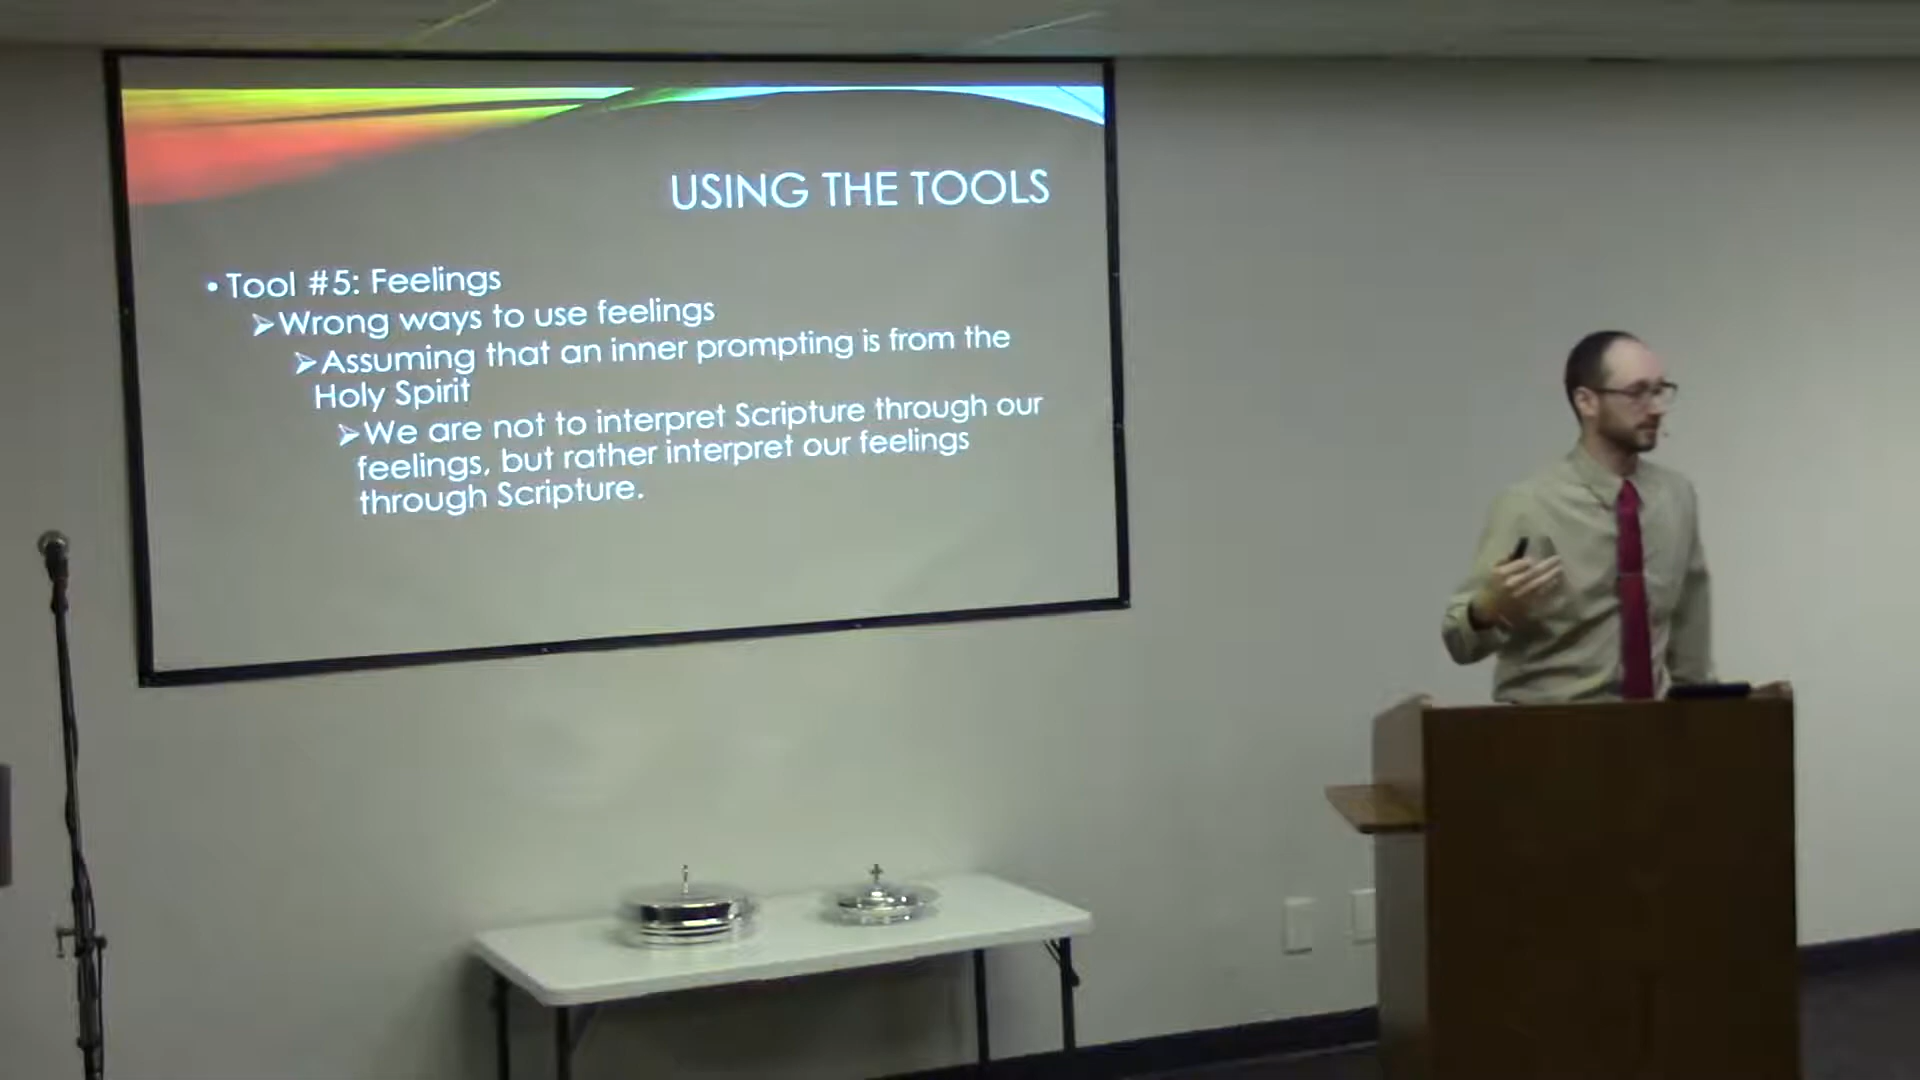 USING THE TOOLS
• Tool #5: Feelings
➢Wrong ways to use feelings
➢Assuming that an inner prompting is from the
Holy Spirit
➢We are not to interpret Scripture through our
feelings, but rather interpret our feelings
through Scripture.